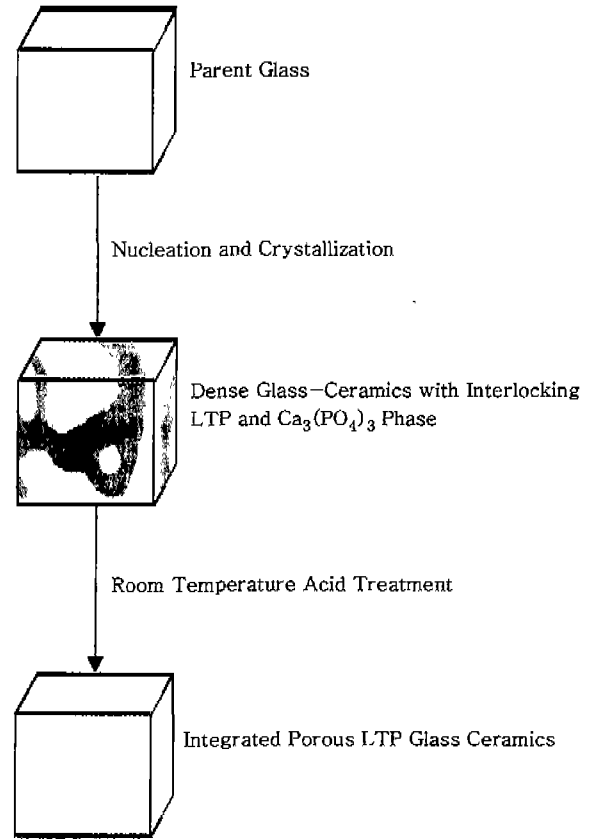 Parent Glass
Nucleation and Crystallization
Dense Glass—Ceramics with Interlocking
LTP and Ca₃(PO₄)₃ Phase
Room Temperature Acid Treatment
Integrated Porous LTP Glass Ceramics